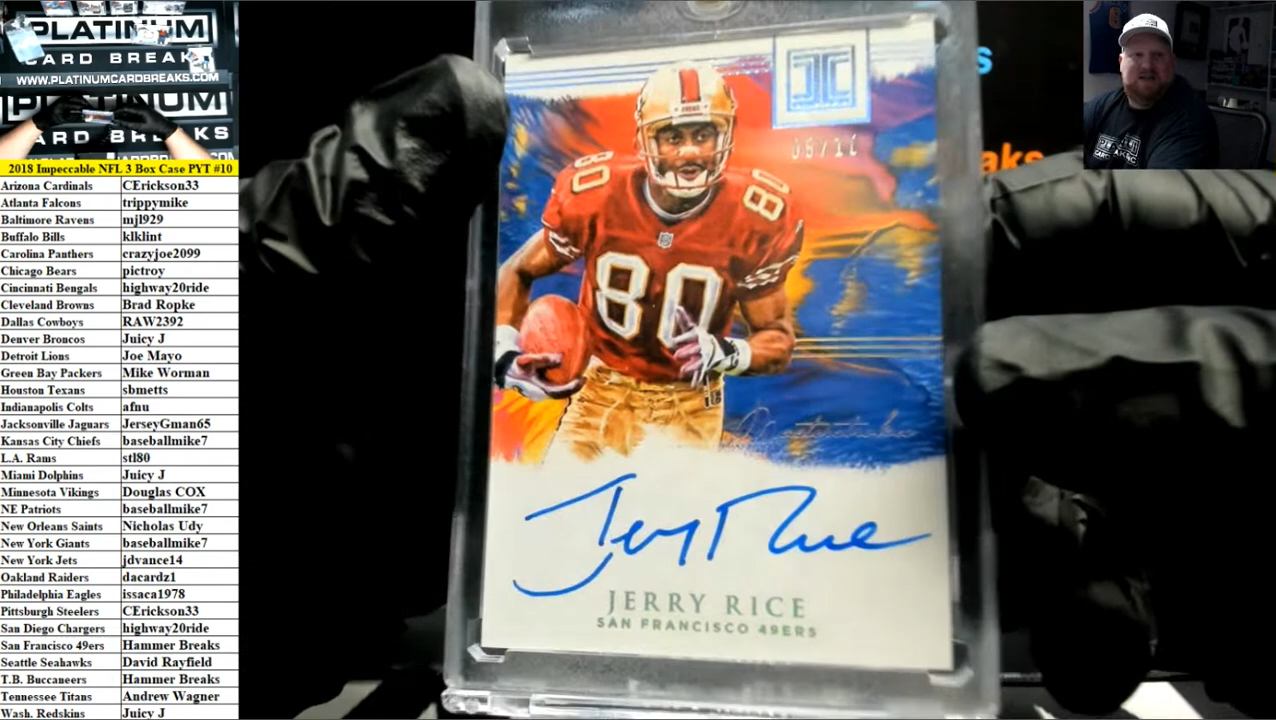 PLATINUM
CARD BREAKS
WWW.PLATINUMCARDBREAKS.COM
PLATINUM
2018 Impeccable NFL 3 Box Case PYT #10
Arizona Cardinals CErickson33
Atlanta Falcons trippymike
Baltimore Ravens mjl929
Buffalo Bills klklint
Carolina Panthers crazyjoe2099
Chicago Bears pictroy
Cincinnati Bengals highway20ride
Cleveland Browns Brad Ropke
Dallas Cowboys RAW2392
Denver Broncos Juicy J
Detroit Lions Joe Mayo
Green Bay Packers Mike Worman
Houston Texans sbmetts
Indianapolis Colts afnu
Jacksonville Jagurs JerseyGman65
Kansas City Chiefs baseballmike7
L.A. Rams stl80
Miami Dolphins Juicy J
Minnesota Vikings Douglas COX
NE Patriots baseballmike7
New Orleans Saints Nicholas Udy
New York Giants baseballmike7
New York Jets jdvance14
Oakland Raiders dacardz1
Philadelphia Eagles issaca1978
Pittsburgh Steelers CErickson33
San Diego Chargers highway20ride
San Francisco 49ers Hammer Breaks
Seattle Seahawks David Rayfield
T.B. Buccaneers Hammer Breaks
Tennessee Titans Andrew Wagner
Wash. Redskins Juicy J
80
80
80
Jerry Rice
JERRY RICE
SAN FRANCISCO 49ERS